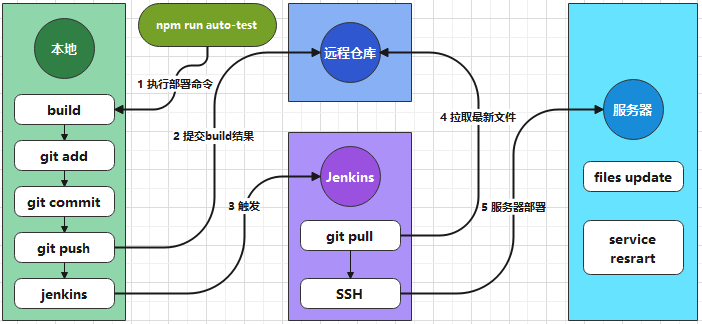 npm run auto-test
本地
1 执行部署命令
build
git add
git commit
git push
jenkins
2 提交build结果
3 触发
远程仓库
Jenkins
git pull
SSH
4 拉取最新文件
5 服务器部署
服务器
files update
service
resrart